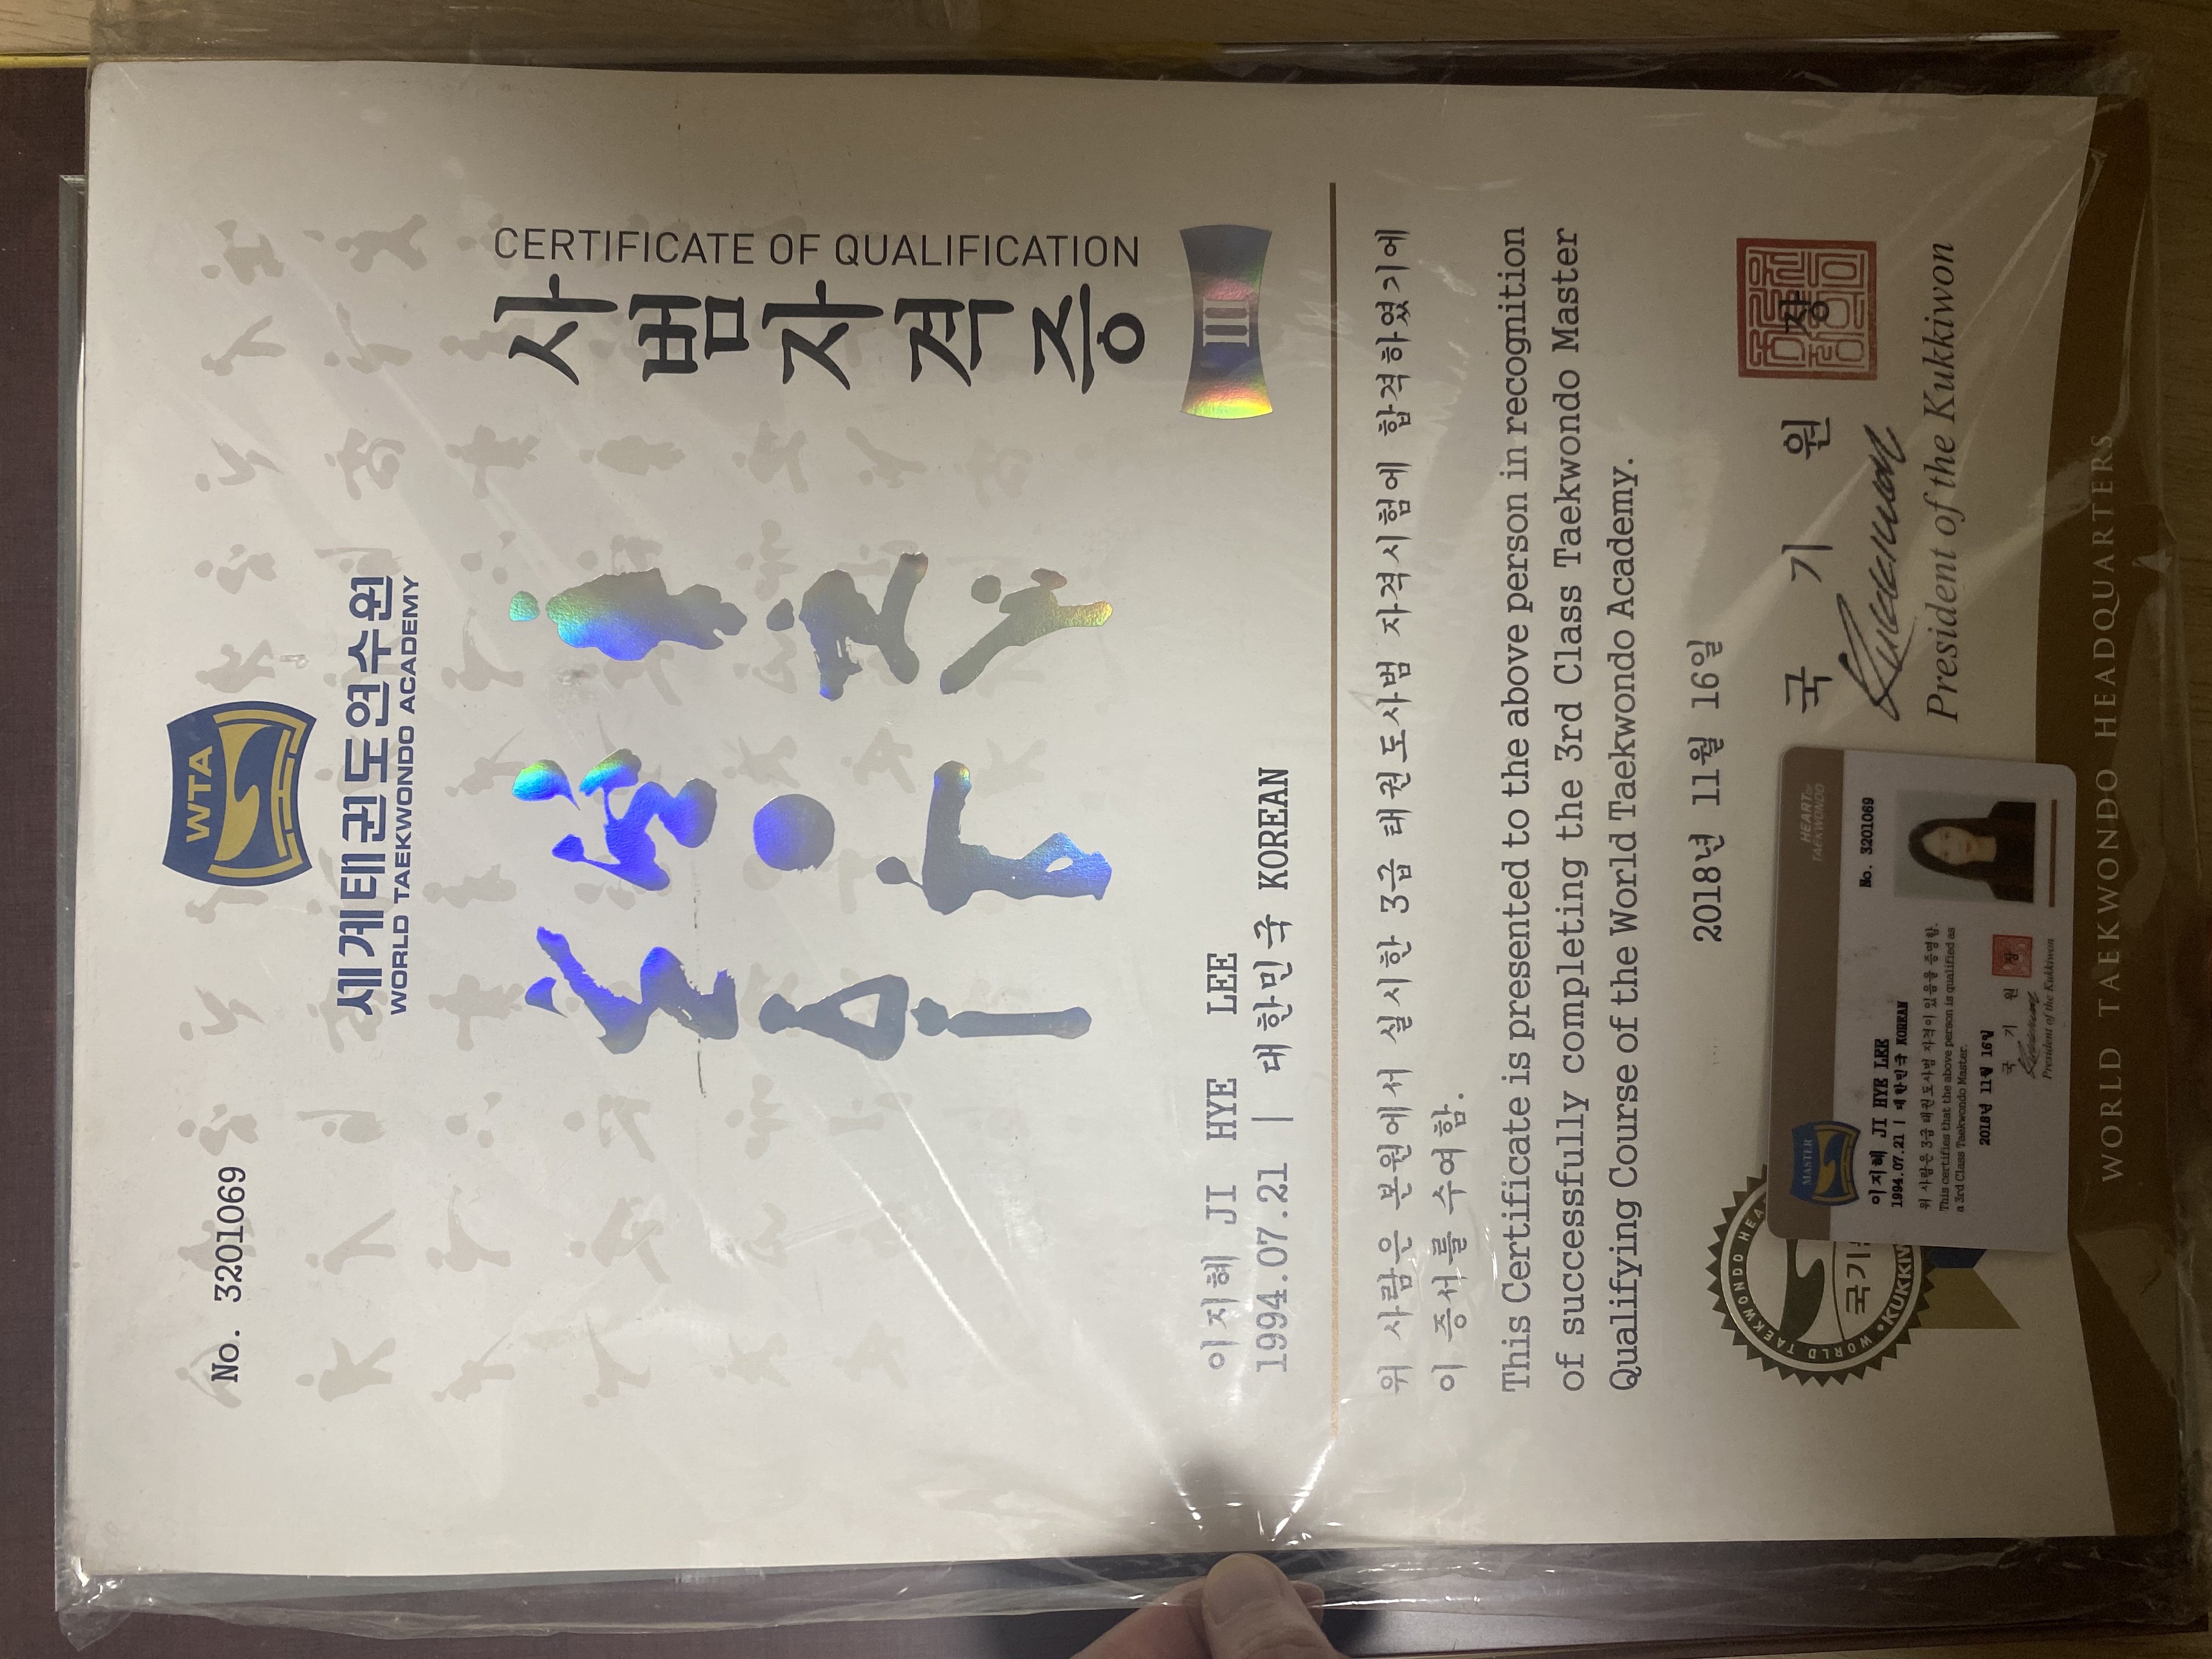 No. 3201069
WTA
세계태권도연수원
WORLD TAEKWONDO ACADEMY
CERTIFICATE OF QUALIFICATION
사범자격증
III
이지혜 JI HYE LEE
1994.07.21 | 대한민국 KOREAN
위 사람은 본원에서 실시한 3급 태권도사범 자격시험에 합격하였기에
이 증서를 수여함.
This Certificate is presented to the above person in recognition
of successfully completing the 3rd Class Taekwondo Master
Qualifying Course of the World Taekwondo Academy.
2018년 11월 16일
국 기 원 장
President of the Kukkiwon
WORLD TAEKWONDO HEADQUARTERS
WORLD TAEKWONDO HEA
국기
KUKKIW
HEART OF
TAEKWONDO
MASTER
No. 3201069
이지혜 JI HYE LEE
1994.07.21 | 대한민국 KOREAN
위 사람은 3급 태권도사범 자격이 있음을 증명함.
This certifies that the above person is qualified as
a 3rd Class Taekwondo Master.
2018년 11월 16일
국 기 원 장
President of the Kukkiwon